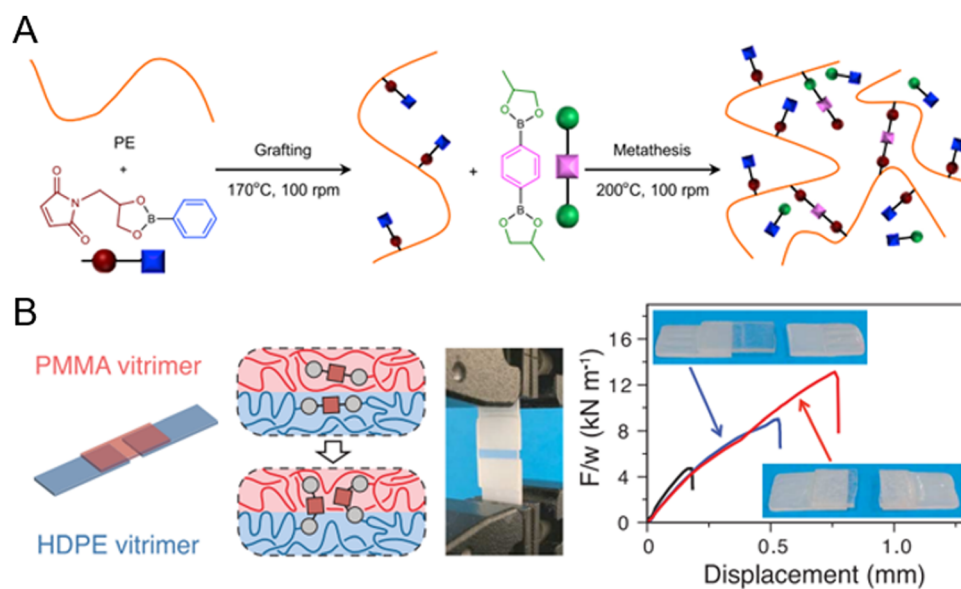 A
PE
+
Grafting
170°C, 100 rpm
+
Metathesis
200°C, 100 rpm
O
N
O
O
B
O
O
O
B
B
O
O
B
PMMA vitrimer
HDPE vitrimer
F/w (kN m⁻¹)
16
12
8
4
0
0
0.5
1.0
Displacement (mm)